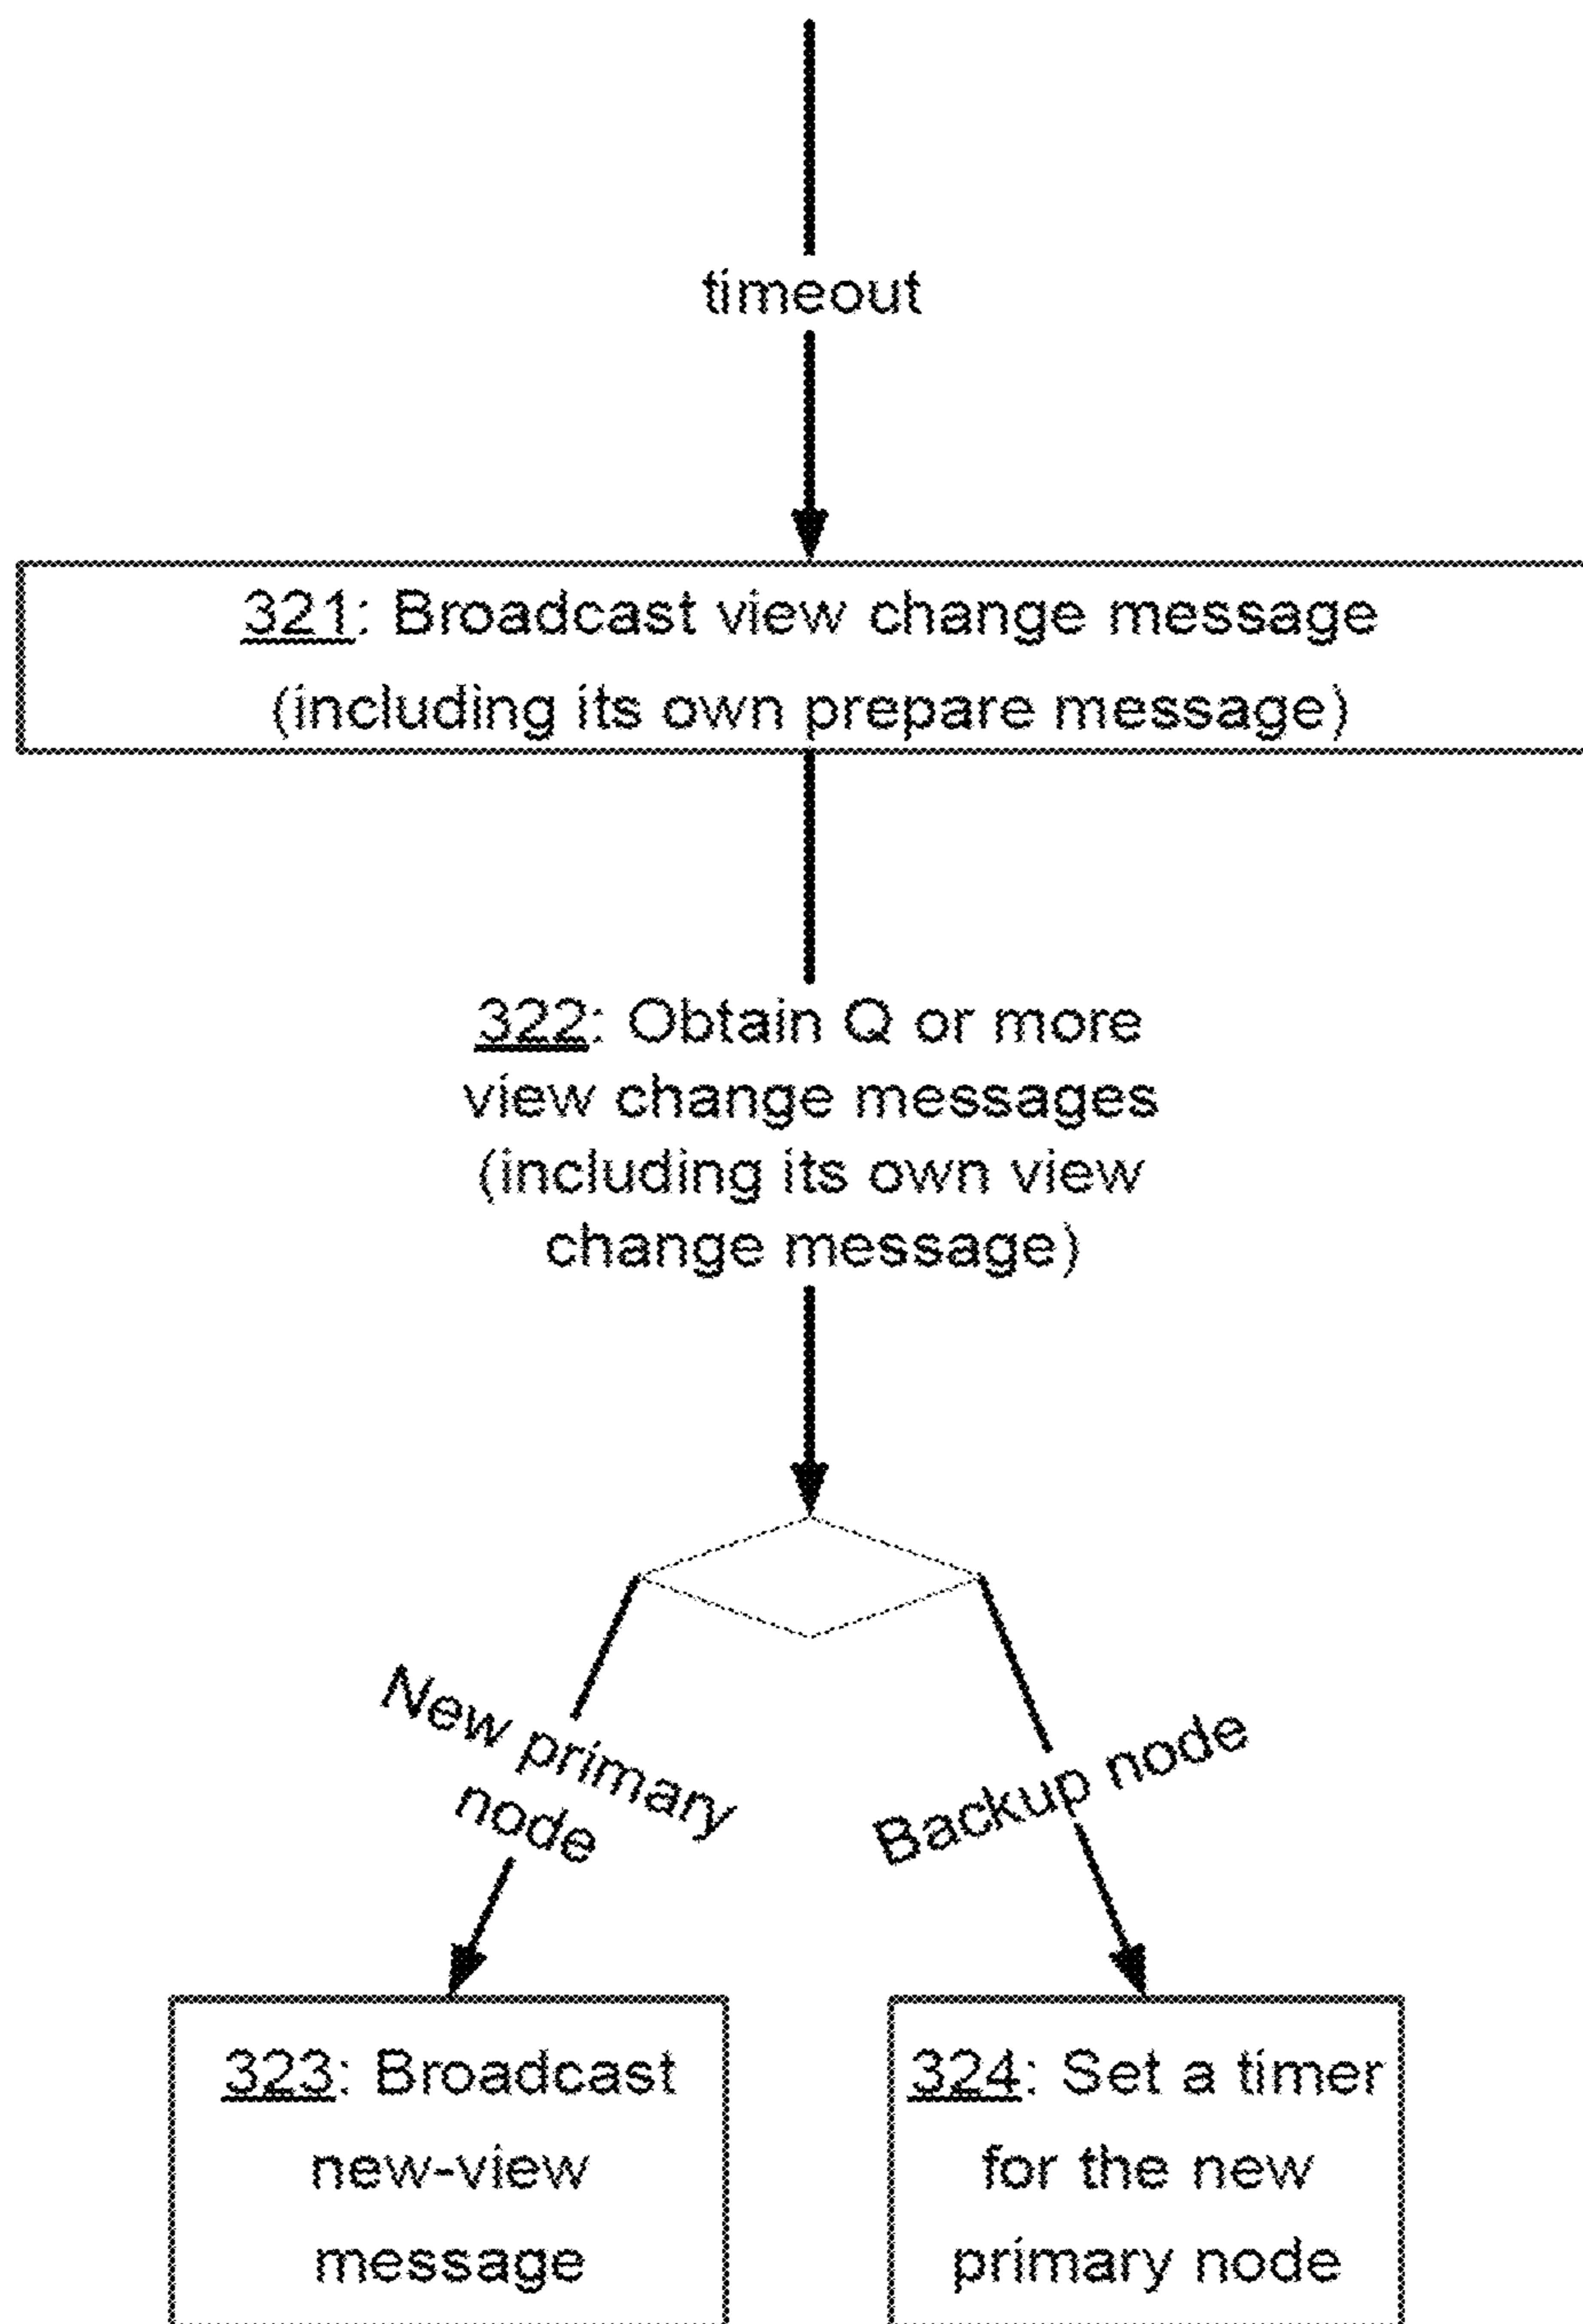 timeout
321: Broadcast view change message
(including its own prepare message)
322: Obtain Q or more
view change messages
(including its own view
change message)
New primary
node
Backup node
323: Broadcast
new-view
message
324: Set a timer
for the new
primary node